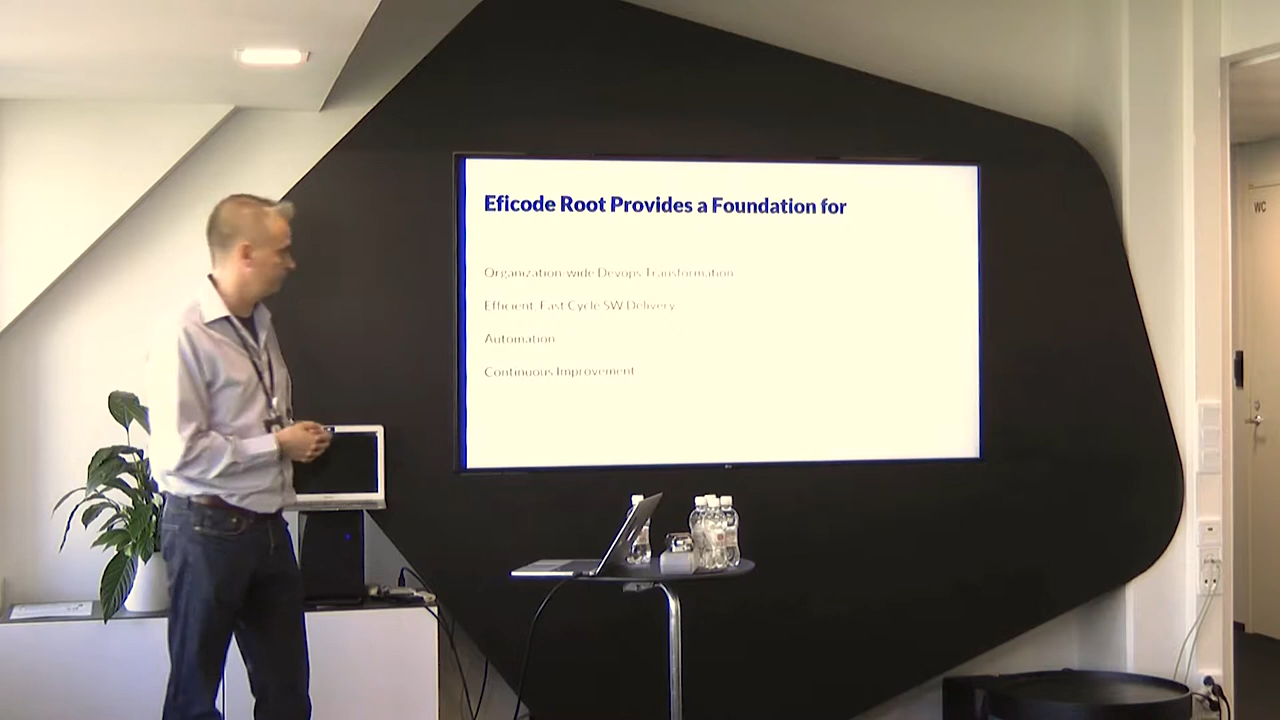 Eficode Root Provides a Foundation for
Organization-wide Devops Transformation
Efficient, Fast Cycle SW Delivery
Automation
Continuous Improvement
WC